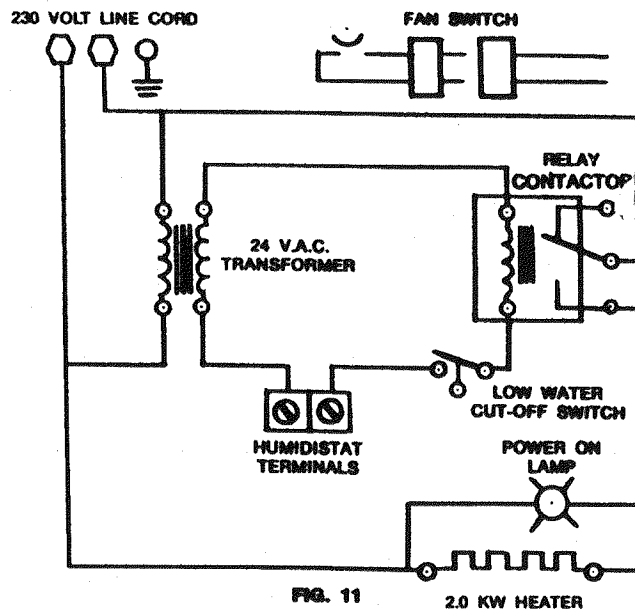 230 VOLT LINE CORD
FAN SWITCH
RELAY
CONTACTOR
24 V.A.C.
TRANSFORMER
LOW WATER
CUT-OFF SWITCH
HUMIDISTAT
TERMINALS
POWER ON
LAMP
FIG. 11
2.0 KW HEATER